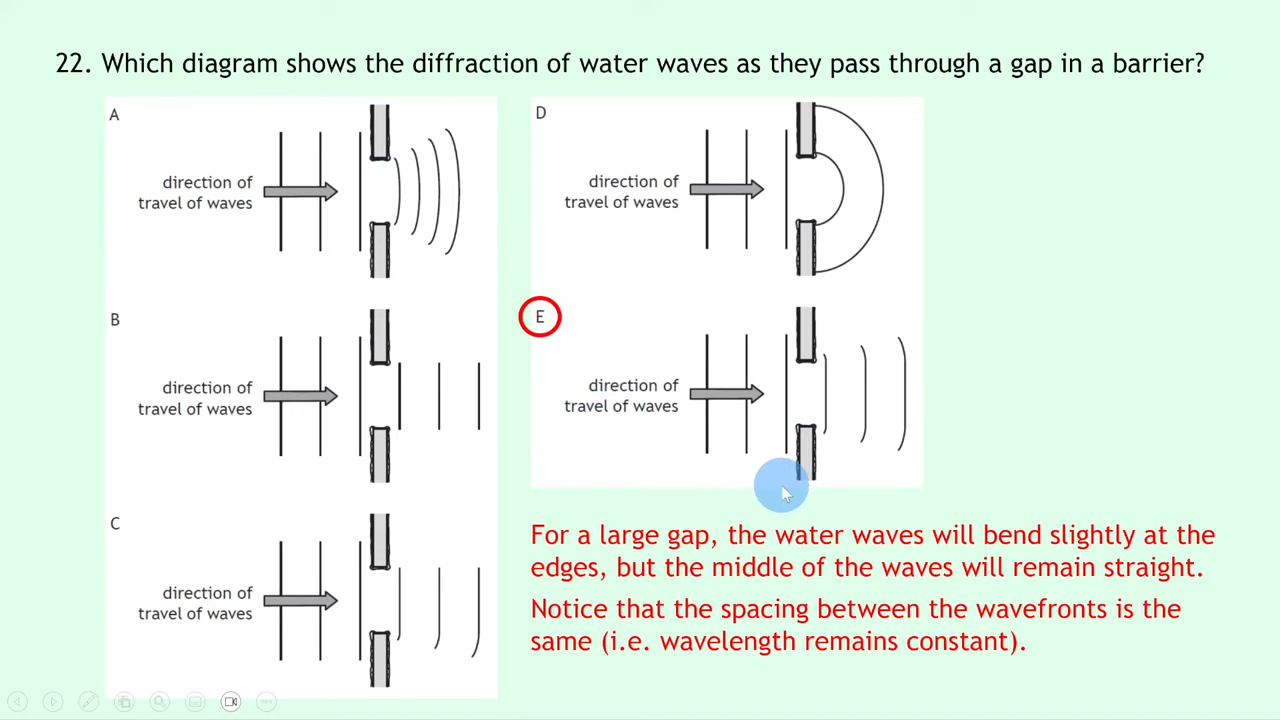 22. Which diagram shows the diffraction of water waves as they pass through a gap in a barrier?
A
direction of
travel of waves
B
direction of
travel of waves
C
direction of
travel of waves
D
direction of
travel of waves
E
direction of
travel of waves
For a large gap, the water waves will bend slightly at the
edges, but the middle of the waves will remain straight.
Notice that the spacing between the wavefronts is the
same (i.e. wavelength remains constant).